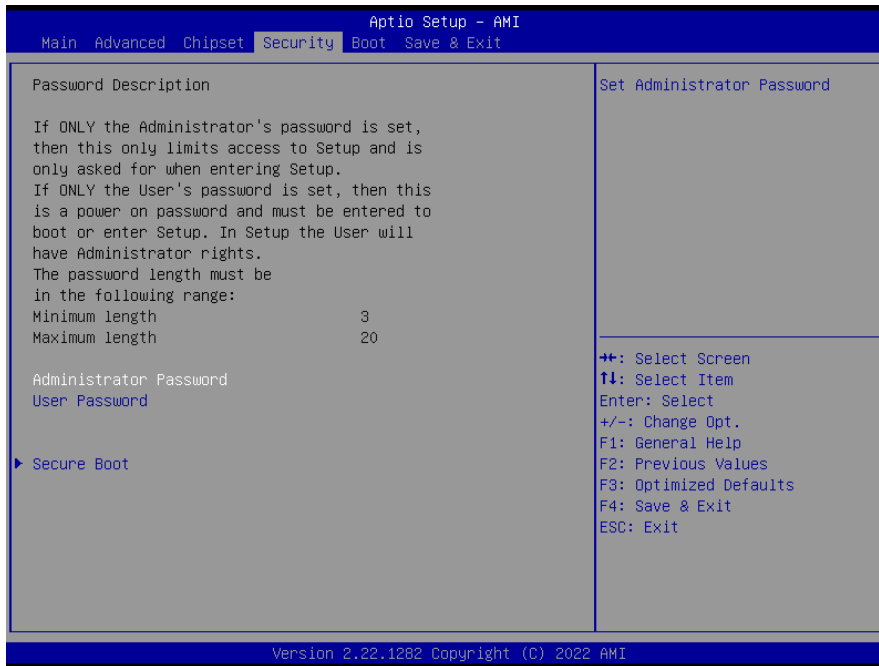 Aptio Setup - AMI
Main Advanced Chipset Security Boot Save & Exit
Password Description
If ONLY the Administrator's password is set,
then this only limits access to Setup and is
only asked for when entering Setup.
If ONLY the User's password is set, then this
is a power on password and must be entered to
boot or enter Setup. In Setup the User will
have Administrator rights.
The password length must be
in the following range:
Minimum length 3
Maximum length 20
Administrator Password
User Password
Secure Boot
Set Administrator Password
→←: Select Screen
↑↓: Select Item
Enter: Select
+/-: Change Opt.
F1: General Help
F2: Previous Values
F3: Optimized Defaults
F4: Save & Exit
ESC: Exit
Version 2.22.1282 Copyright (C) 2022 AMI